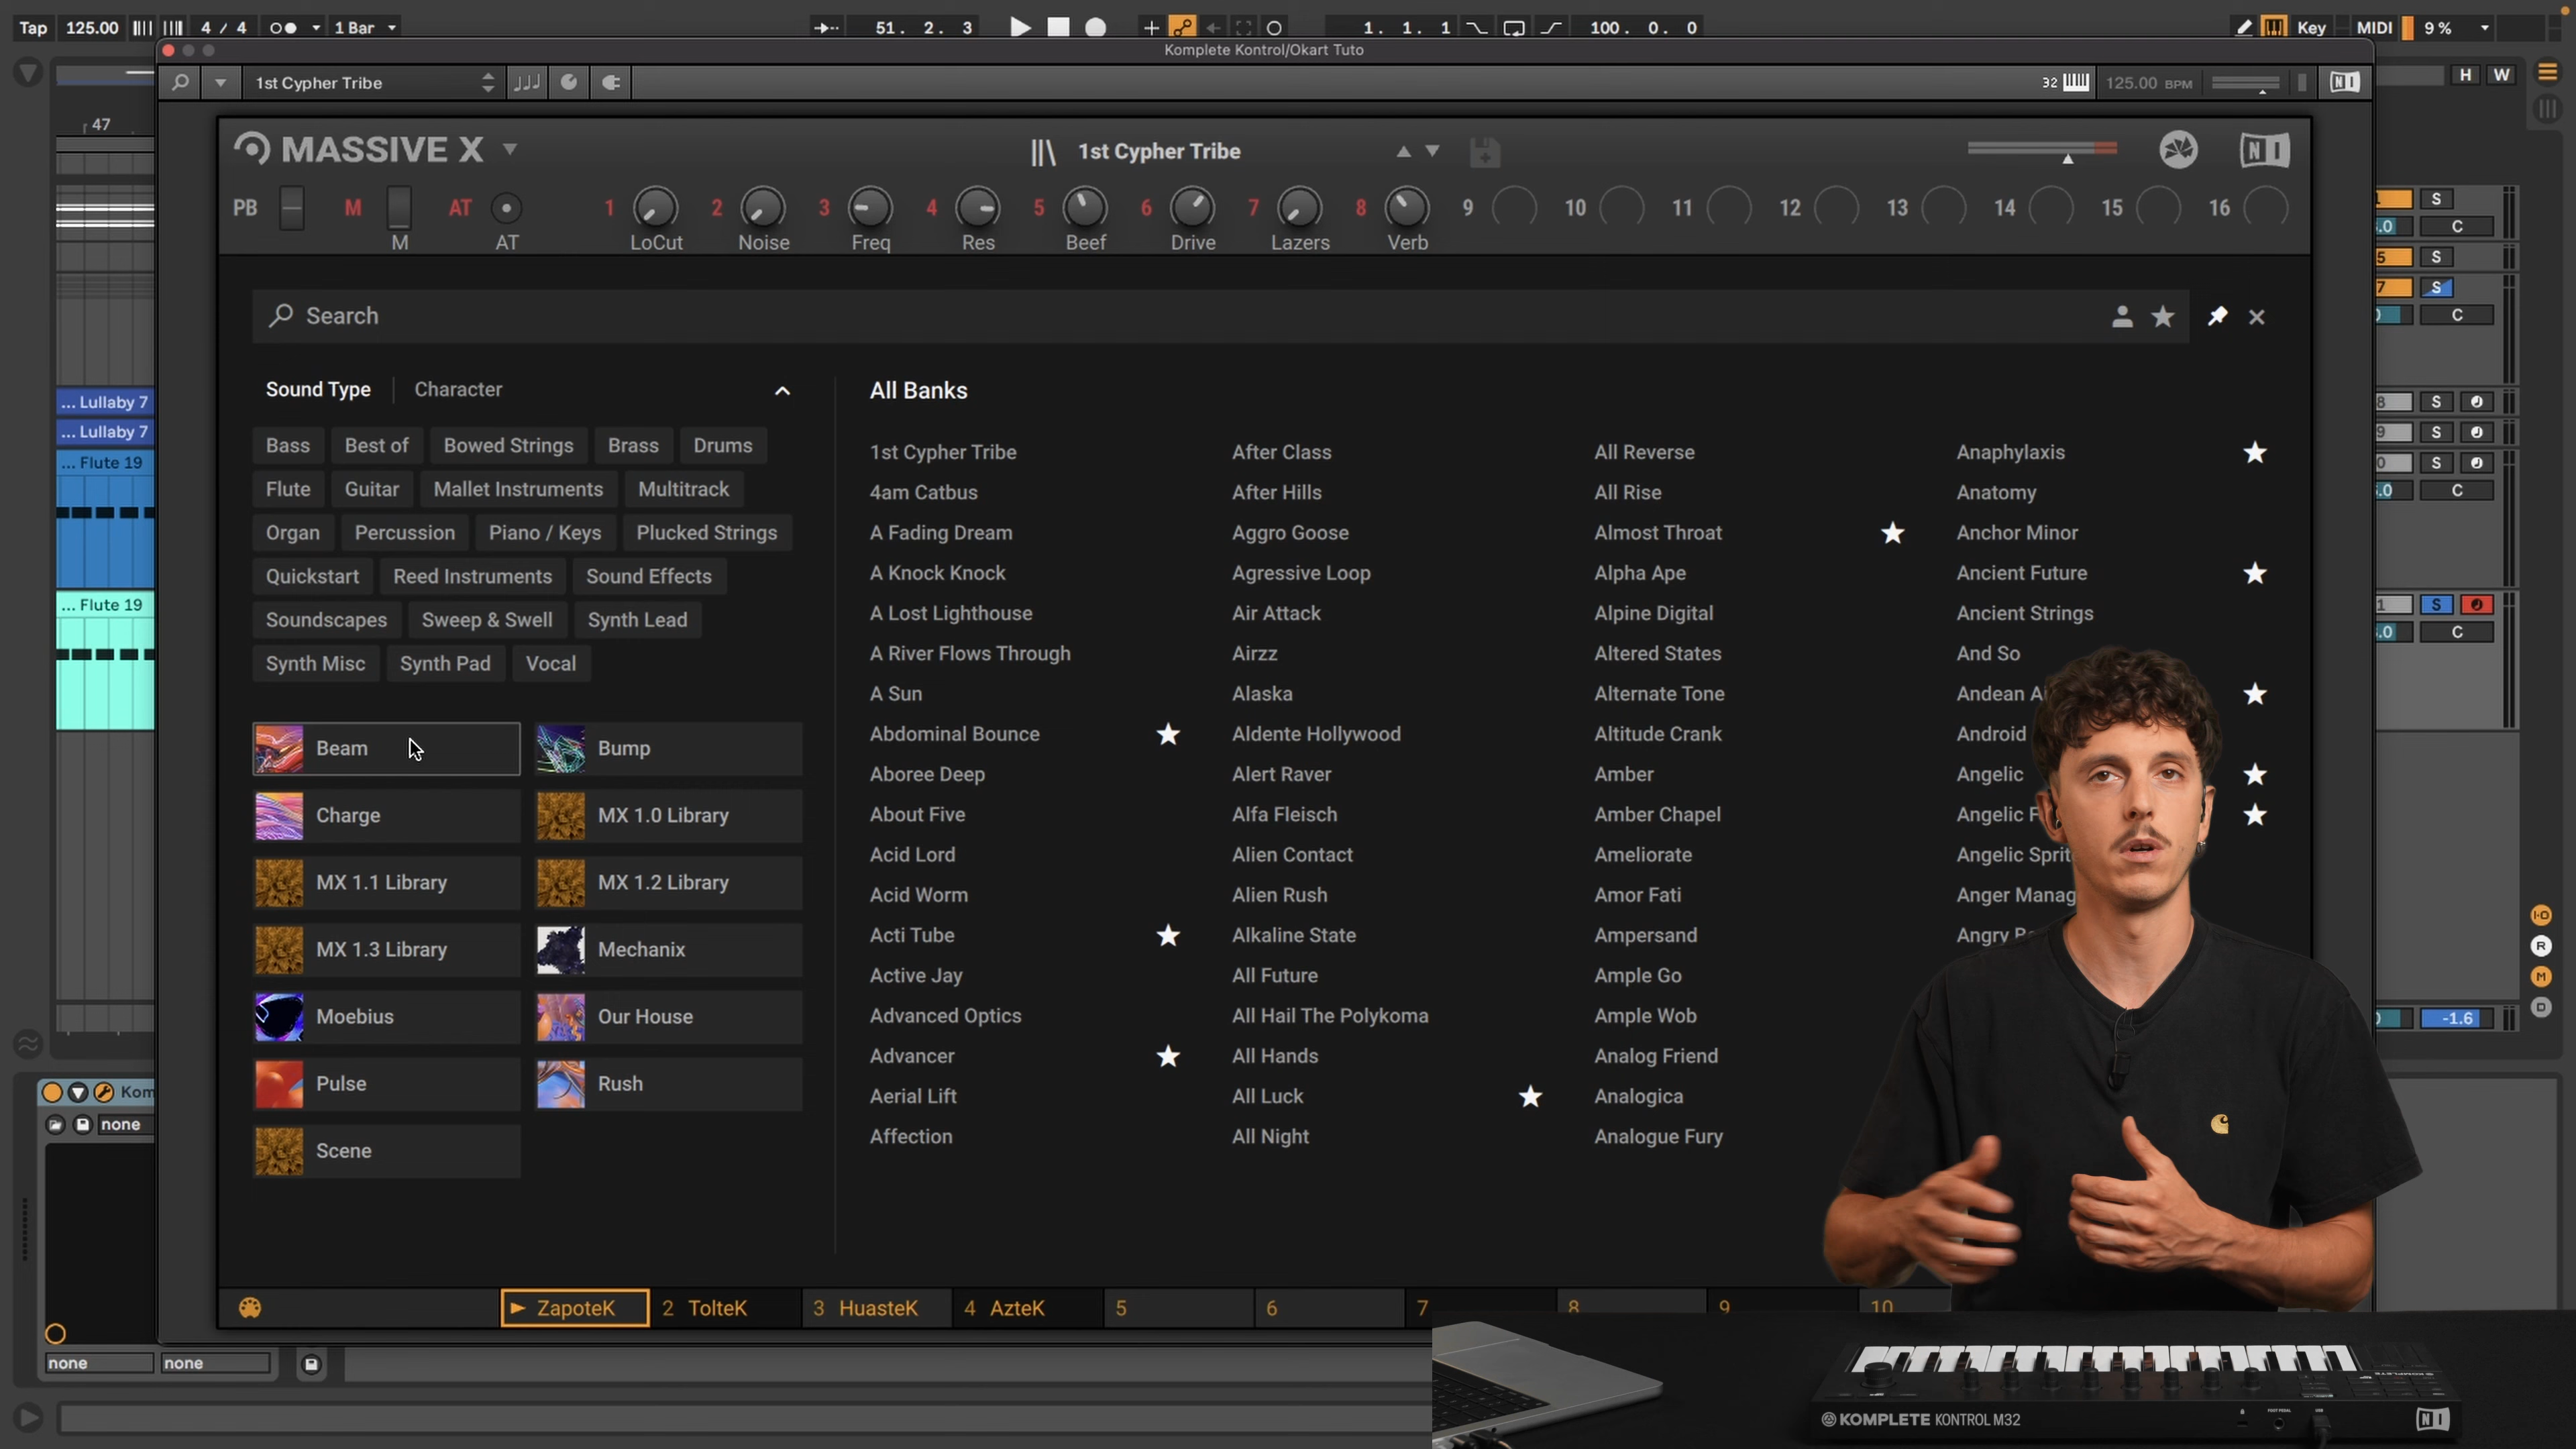 Tap 125.00 4 / 4 1 Bar 51. 2. 3 1. 1. 1 100. 0. 0 Key MIDI 9 %
Komplete Kontrol/Okart Tuto
1st Cypher Tribe 32 125.00 BPM NI H W
47
MASSIVE X 1st Cypher Tribe NI
PB M AT 1 2 3 4 5 6 7 8 9 10 11 12 13 14 15 16
M AT LoCut Noise Freq Res Beef Drive Lazers Verb
Search
Sound Type Character All Banks
Bass Best of Bowed Strings Brass Drums
Flute Guitar Mallet Instruments Multitrack
Organ Percussion Piano / Keys Plucked Strings
Quickstart Reed Instruments Sound Effects
Soundscapes Sweep & Swell Synth Lead
Synth Misc Synth Pad Vocal
Beam Bump
Charge MX 1.0 Library
MX 1.1 Library MX 1.2 Library
MX 1.3 Library Mechanix
Moebius Our House
Pulse Rush
Scene
1st Cypher Tribe
4am Catbus
A Fading Dream
A Knock Knock
A Lost Lighthouse
A River Flows Through
A Sun
Abdominal Bounce
Aboree Deep
About Five
Acid Lord
Acid Worm
Acti Tube
Active Jay
Advanced Optics
Advancer
Aerial Lift
Affection
After Class
After Hills
Aggro Goose
Agressive Loop
Air Attack
Airzz
Alaska
Aldente Hollywood
Alert Raver
Alfa Fleisch
Alien Contact
Alien Rush
Alkaline State
All Future
All Hail The Polykoma
All Hands
All Luck
All Night
All Reverse
All Rise
Almost Throat
Alpha Ape
Alpine Digital
Altered States
Alternate Tone
Altitude Crank
Amber
Amber Chapel
Ameliorate
Amor Fati
Ampersand
Ample Go
Ample Wob
Analog Friend
Analogica
Analogue Fury
Anaphylaxis
Anatomy
Anchor Minor
Ancient Future
Ancient Strings
And So
Andean
Android
Angelic
Angelic
Angelic Sprit
Anger Manag
Angry
ZapoteK 2 TolteK 3 HuasteK 4 AzteK 5 6 7 8 9 10
... Lullaby 7
... Lullaby 7
... Flute 19
... Flute 19
S
C
S
S
C
S
S
S
C
S
C
-1.6
I-O
R
M
D
Kom
none
none none
KOMPLETE KONTROL M32 NI